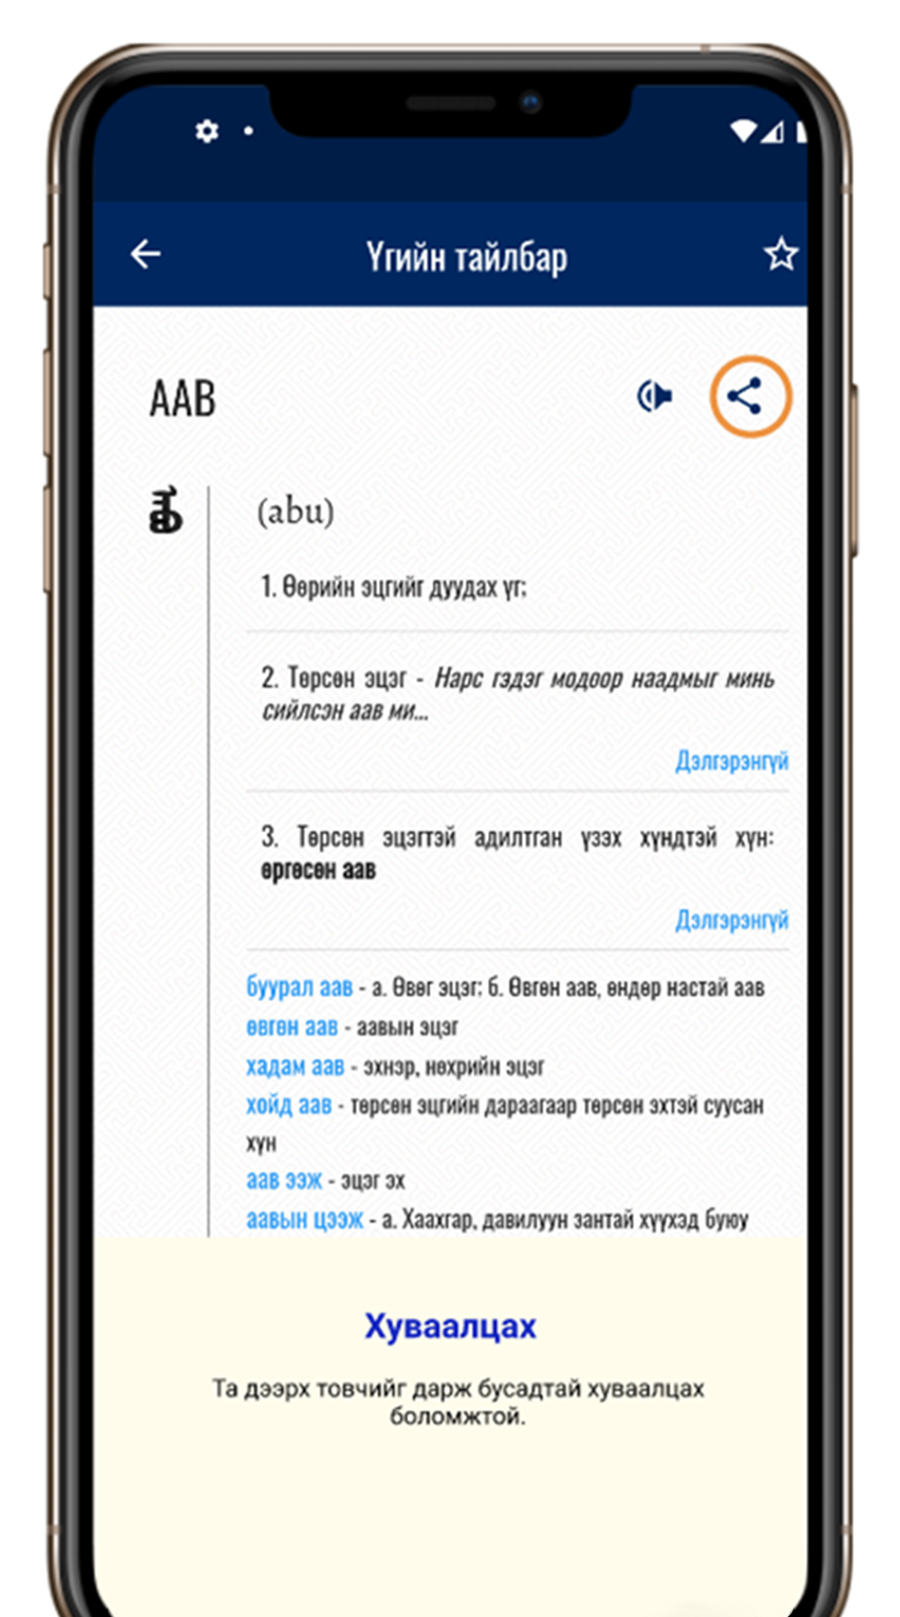 Үгийн тайлбар
ААВ
(abu)
1. Өөрийн эцгийг дуудах үг;
2. Төрсөн эцэг - Нарс гэдэг модоор наадмыг минь
сийлсэн аав ми...
Дэлгэрэнгүй
3. Төрсөн эцэгтэй адилтган үзэх хүндтэй хүн:
өргөсөн аав
Дэлгэрэнгүй
буурал аав - а. Өвөг эцэг; б. Өвгөн аав, өндөр настай аав
өвгөн аав - аавын эцэг
хадам аав - эхнэр, нөхрийн эцэг
хойд аав - төрсөн эцгийн дараагаар төрсөн эхтэй суусан
хүн
аав ээж - эцэг эх
аавын цээж - а. Хаахгар, давилуун зантай хүүхэд буюу
Хуваалцах
Та дээрх товчийг дарж бусадтай хуваалцах
боломжтой.